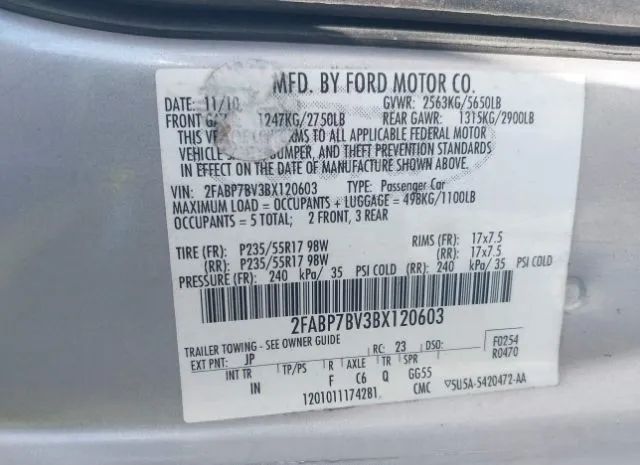 MFD. BY FORD MOTOR CO.
DATE: 11/10 GVWR: 2563KG/5650LB
FRONT 1247KG/2750LB REAR GAWR: 1315KG/2900LB
THIS CONFORMS TO ALL APPLICABLE FEDERAL MOTOR
VEHICLE BUMPER, AND THEFT PREVENTION STANDARDS
IN EFFECT ON THE DATE OF MANUFACTURE SHOWN ABOVE.
VIN: 2FABP7BV3BX120603 TYPE: Passenger Car
MAXIMUM LOAD = OCCUPANTS + LUGGAGE = 498KG/1100LB
OCCUPANTS = 5 TOTAL; 2 FRONT, 3 REAR
TIRE (FR): P235/55R17 98W RIMS (FR): 17x7.5
(RR): P235/55R17 98W (RR): 17x7.5
PRESSURE (FR): 240 kPa/ 35 PSI COLD (RR): 240 kPa/ 35 PSI COLD
2FABP7BV3BX120603
TRAILER TOWING - SEE OWNER GUIDE
EXT PNT: JP RC: 23 DSO: F0254
R0470
INT TR TP/PS R AXLE TR SPR
IN F C6 Q GG55
1201011174281 CMC ▽5U5A-5420472-AA